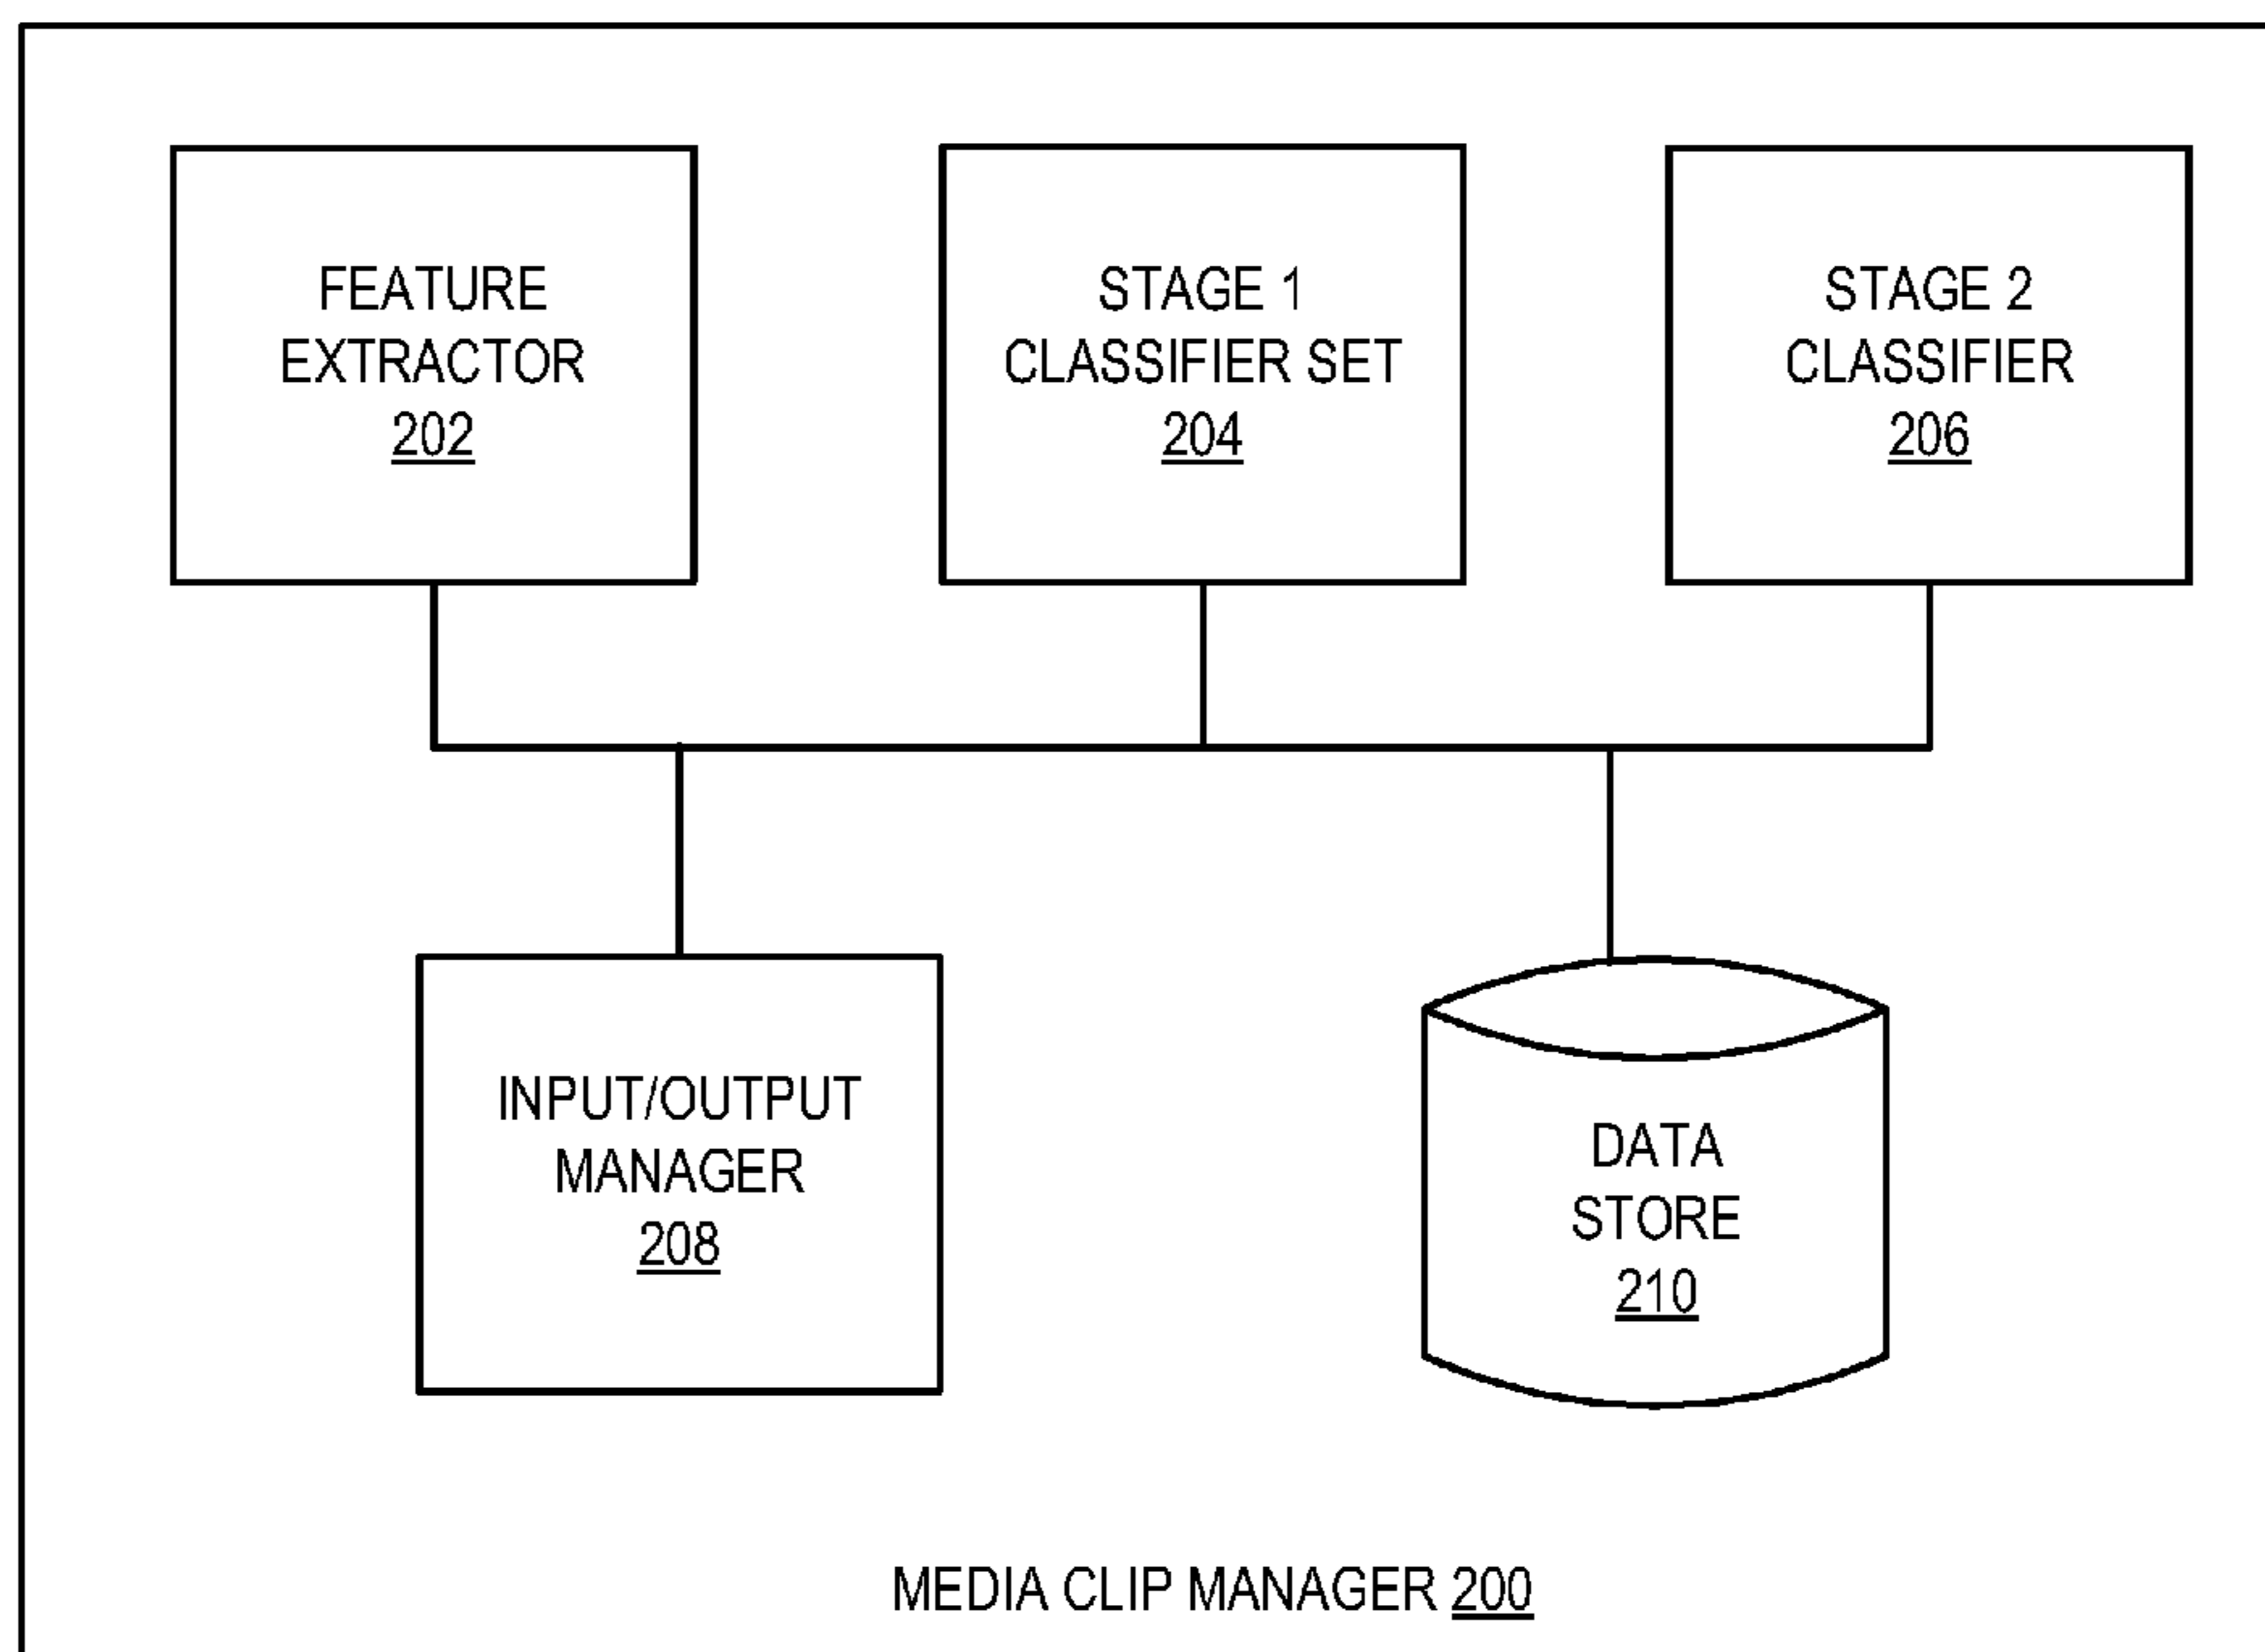 FEATURE
EXTRACTOR
202
STAGE 1
CLASSIFIER SET
204
STAGE 2
CLASSIFIER
206
INPUT/OUTPUT
MANAGER
208
DATA
STORE
210
MEDIA CLIP MANAGER 200